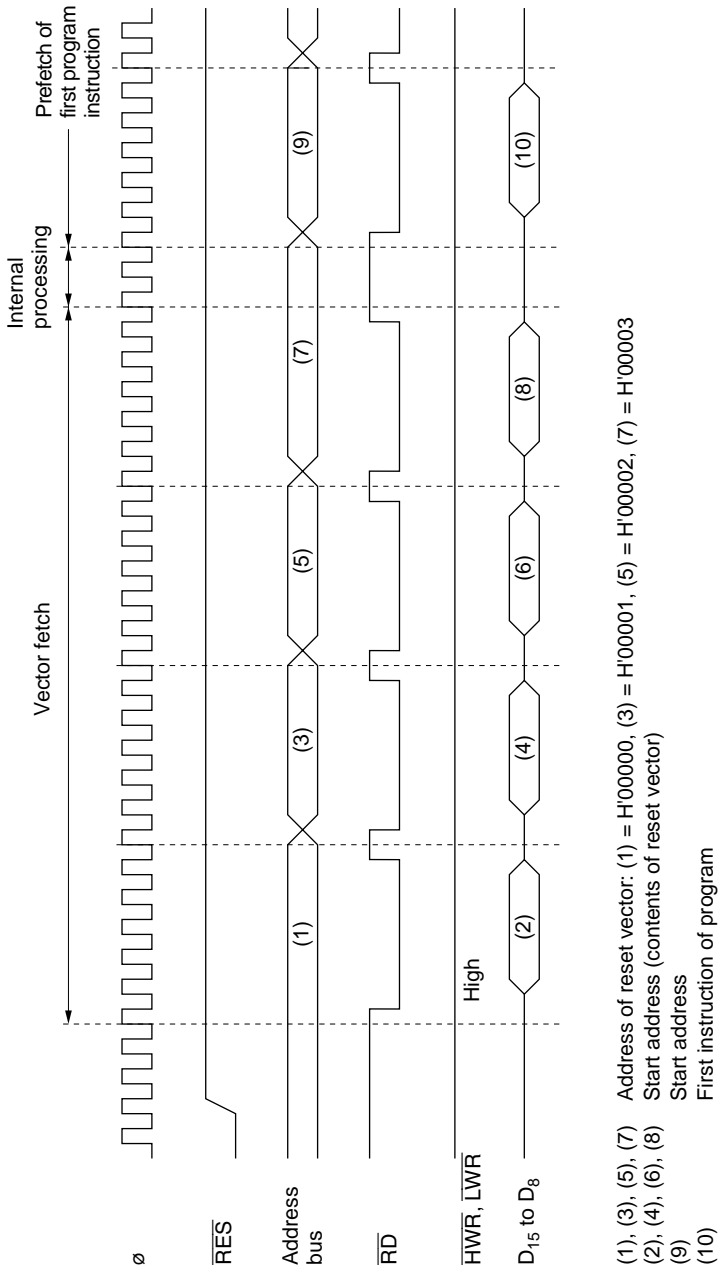 Vector fetch
Internal
processing
Prefetch of
first program
instruction
ø
RES
Address
bus
(1)
(3)
(5)
(7)
(9)
RD
HWR, LWR
High
D15 to D8
(2)
(4)
(6)
(8)
(10)
(1), (3), (5), (7) Address of reset vector: (1) = H'00000, (3) = H'00001, (5) = H'00002, (7) = H'00003
(2), (4), (6), (8) Start address (contents of reset vector)
(9) Start address
(10) First instruction of program